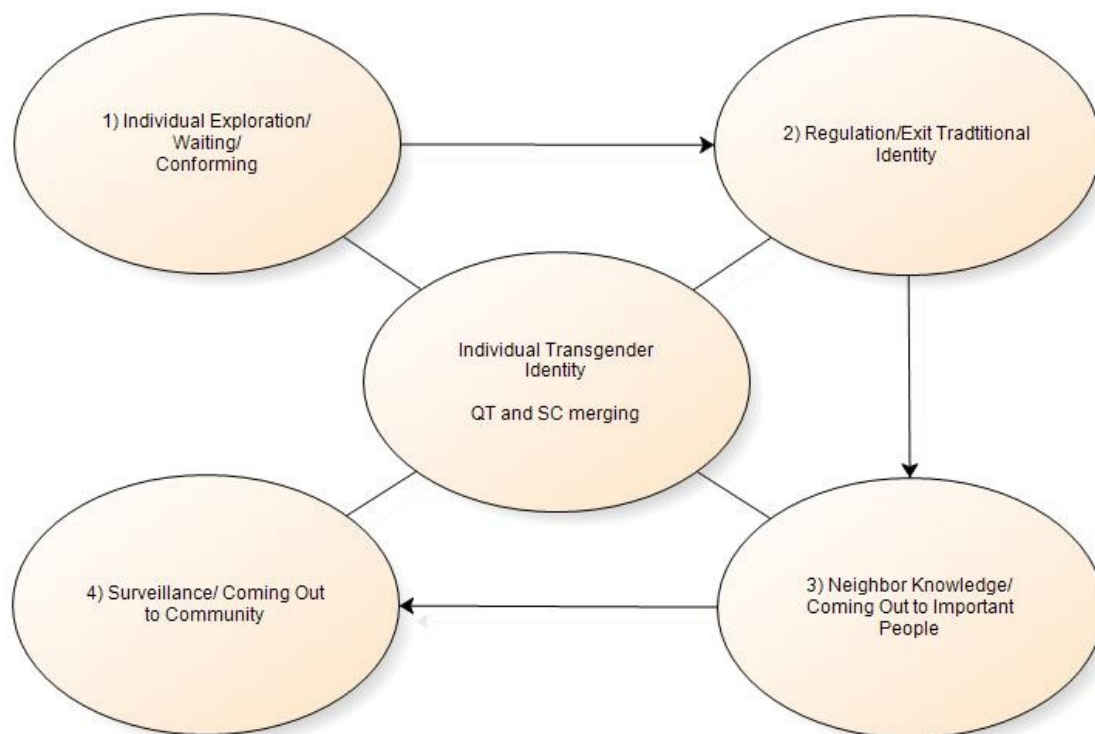 1) Individual Exploration/
Waiting/
Conforming
2) Regulation/Exit Tradtitional
Identity
Individual Transgender
Identity
QT and SC merging
4) Surveillance/ Coming Out
to Community
3) Neighbor Knowledge/
Coming Out to Important
People